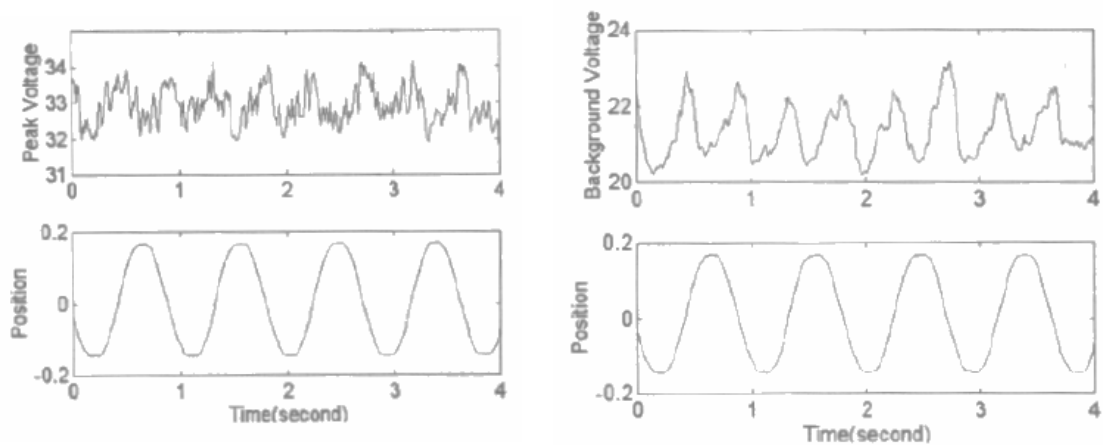 Peak Voltage
34
33
32
31
0 1 2 3 4
Position
0.2
0
-0.2
0 1 2 3 4
Time(second)
Background Voltage
24
22
20
0 1 2 3 4
Position
0.2
0
-0.2
0 1 2 3 4
Time(second)